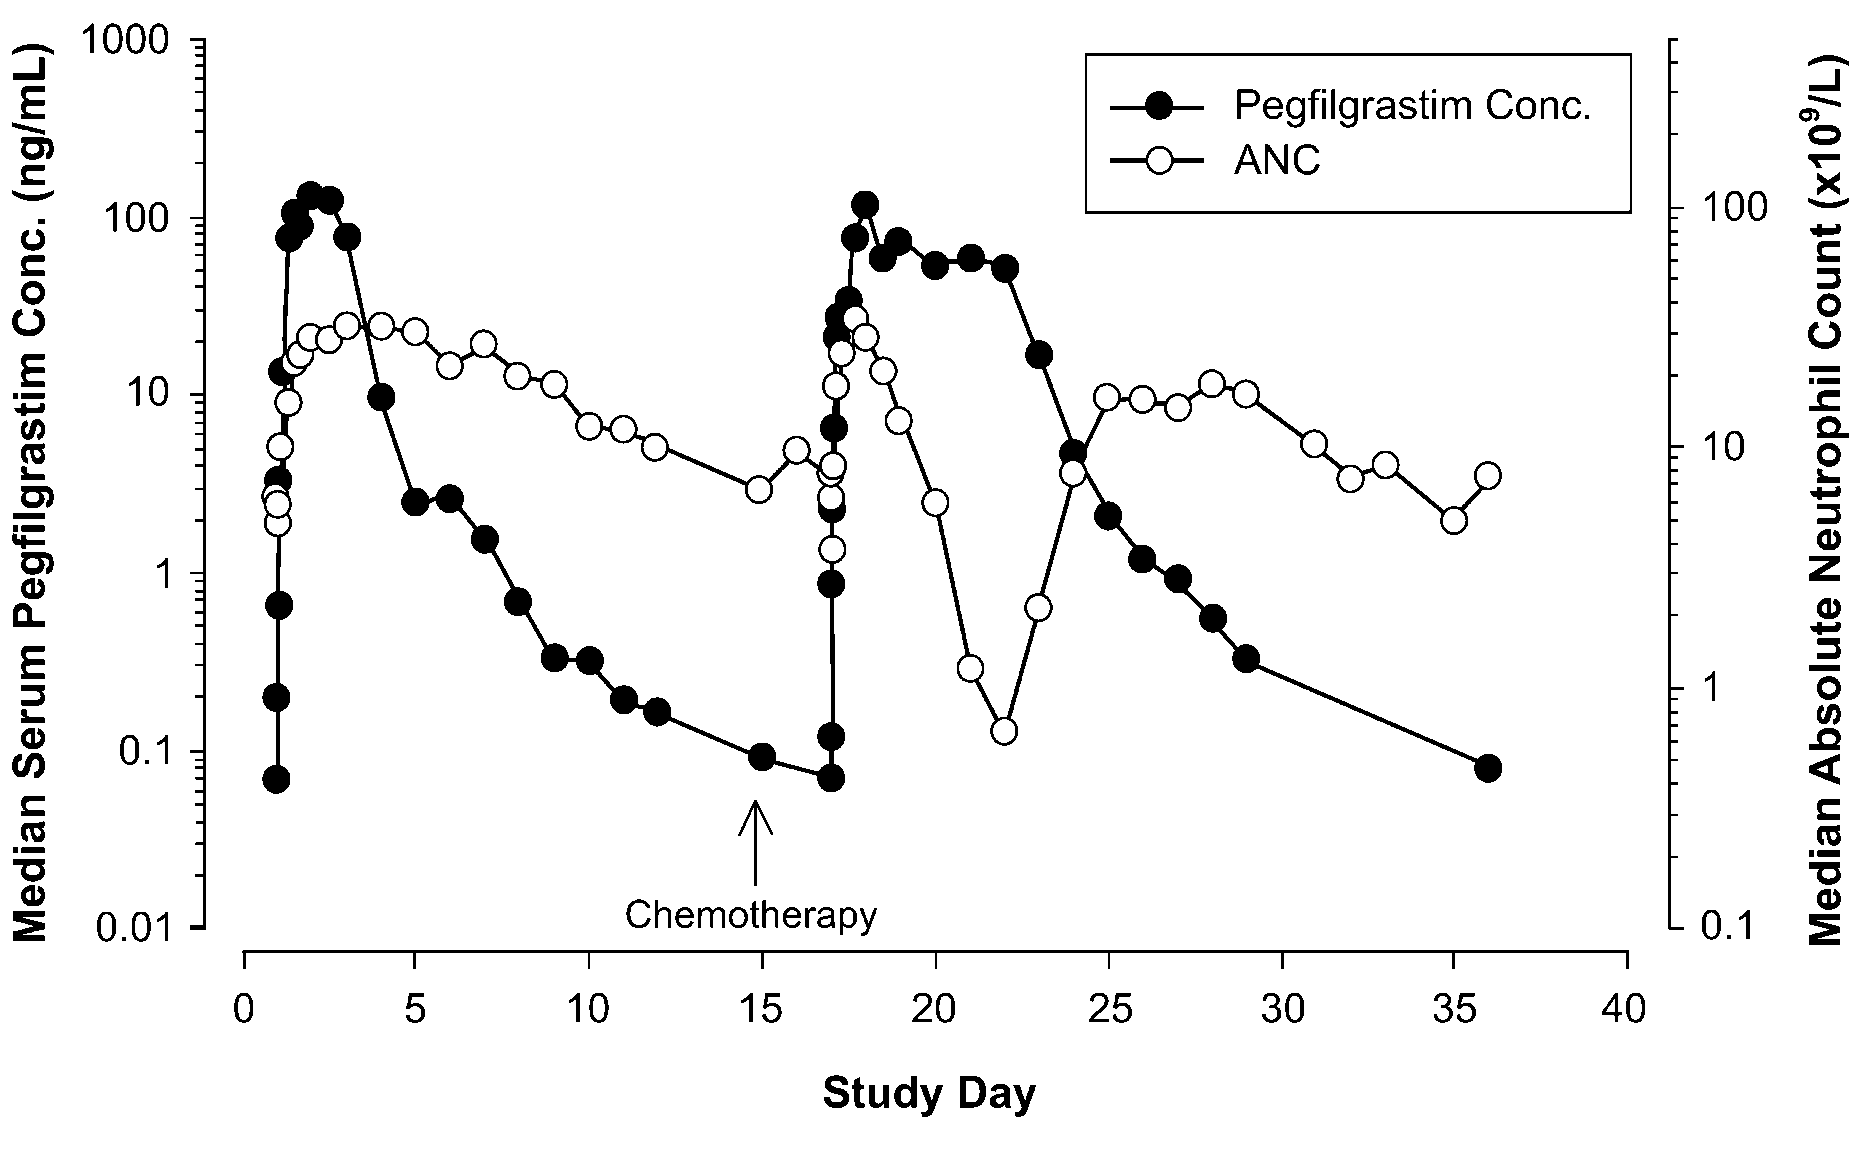 Median Serum Pegfilgrastim Conc. (ng/mL)
1000
100
10
1
0.1
0.01
Pegfilgrastim Conc.
ANC
Chemotherapy
100
10
1
0.1
Median Absolute Neutrophil Count (x10⁹/L)
0 5 10 15 20 25 30 35 40
Study Day